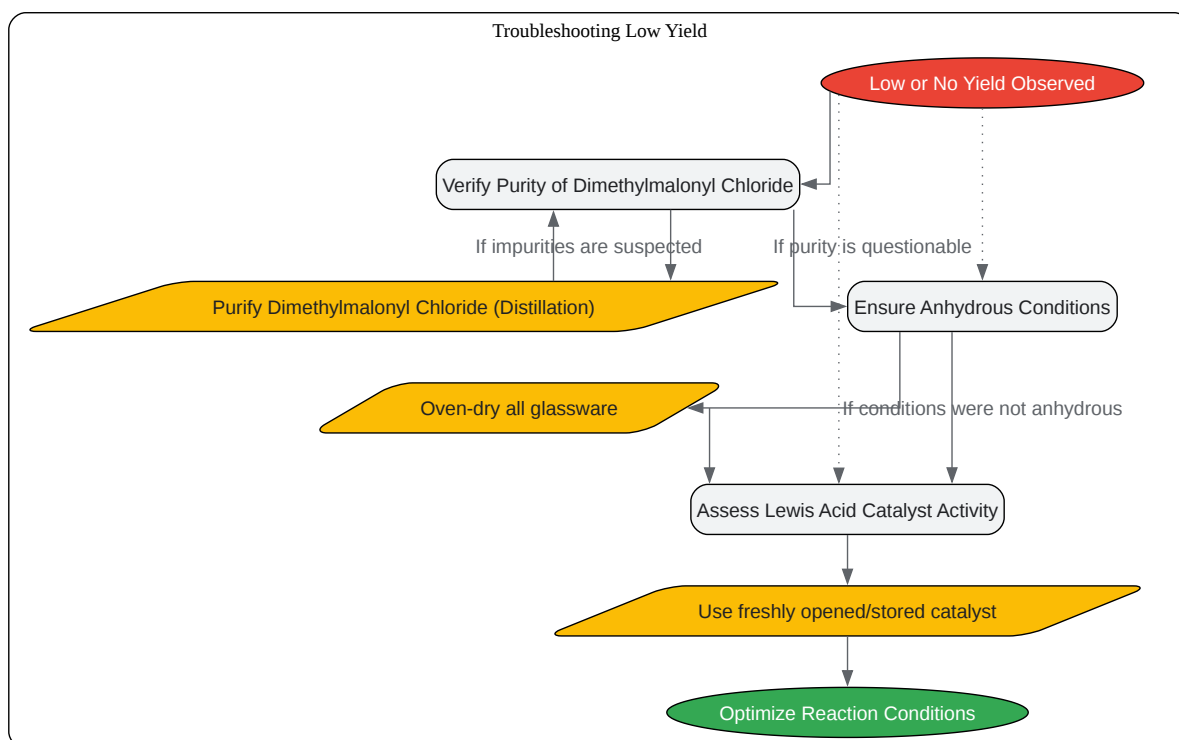 Troubleshooting Low Yield
Low or No Yield Observed
Verify Purity of Dimethylmalonyl Chloride
If impurities are suspected
If purity is questionable
Purify Dimethylmalonyl Chloride (Distillation)
Ensure Anhydrous Conditions
Oven-dry all glassware
If conditions were not anhydrous
Assess Lewis Acid Catalyst Activity
Use freshly opened/stored catalyst
Optimize Reaction Conditions